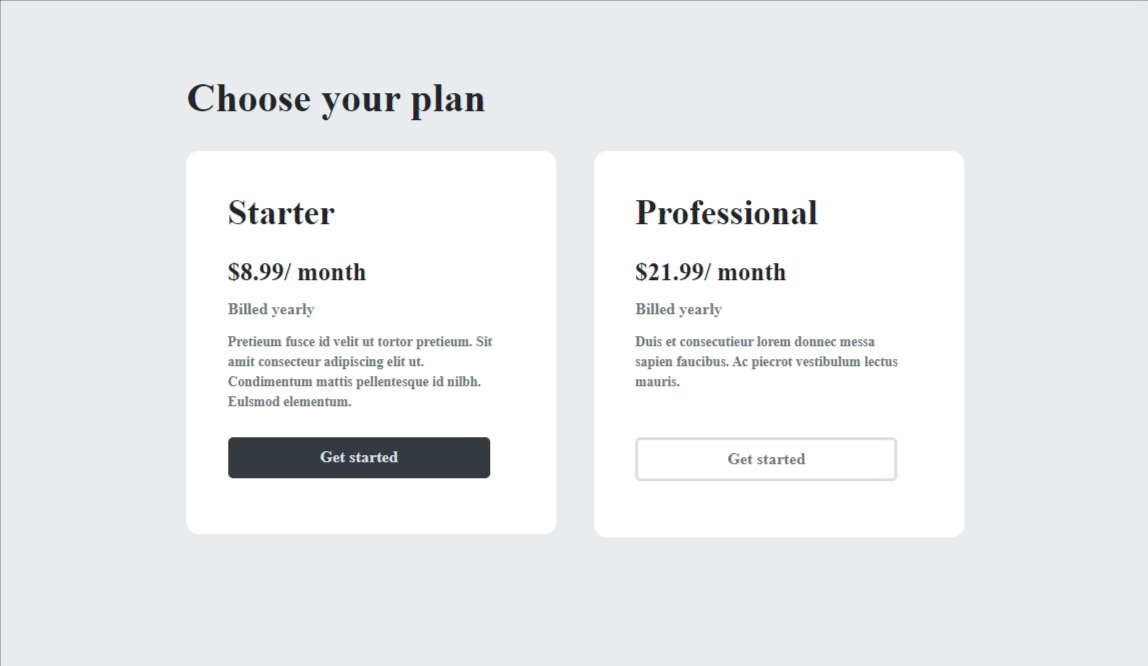 Choose your plan
Starter
$8.99/ month
Billed yearly
Pretieum fusce id velit ut tortor pretieum. Sit
amit consecteur adipiscing elit ut.
Condimentum mattis pellentesque id nilbh.
Eulsmod elementum.
Get started
Professional
$21.99/ month
Billed yearly
Duis et consecutieur lorem donnec messa
sapien faucibus. Ac piecrot vestibulum lectus
mauris.
Get started